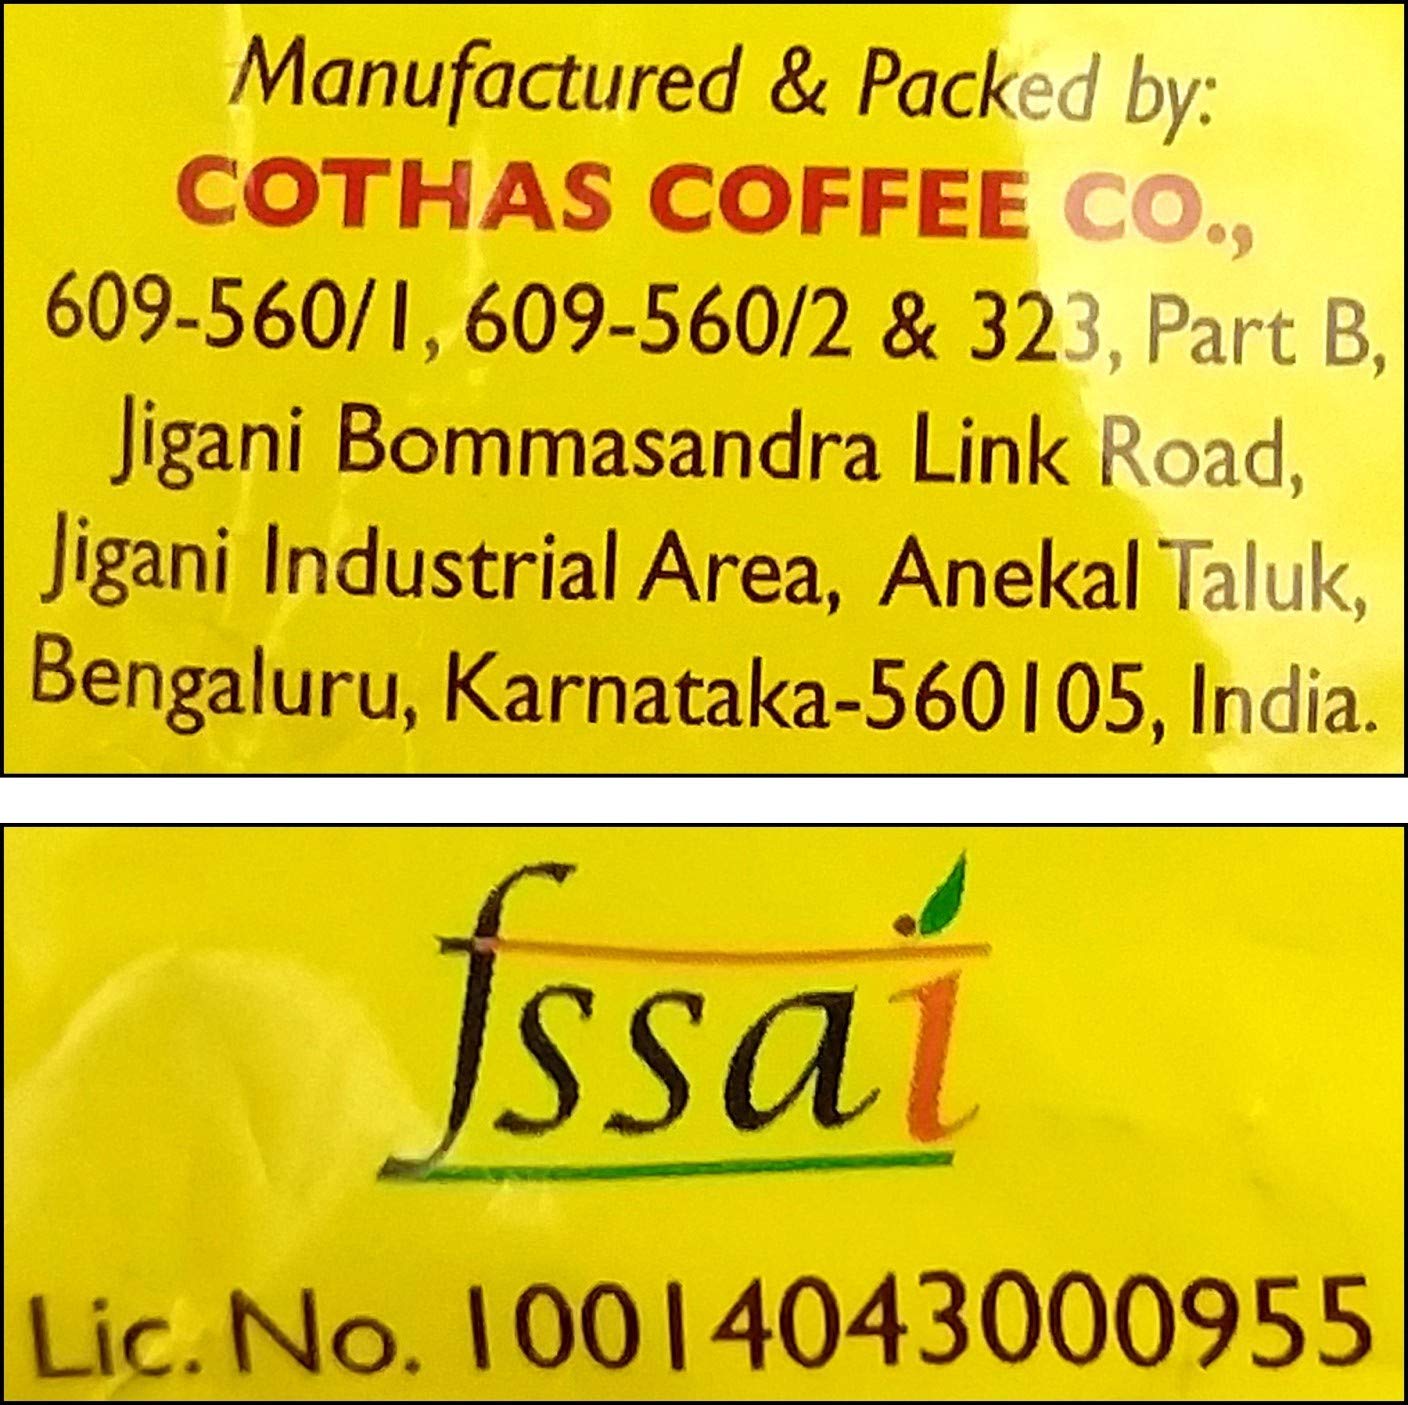 Manufactured & Packed by:
COTHAS COFFEE CO.,
609-560/1, 609-560/2 & 323, Part B,
Jigani Bommasandra Link Road,
Jigani Industrial Area, Anekal Taluk,
Bengaluru, Karnataka-560105, India.
fssai
Lic. No. 10014043000955